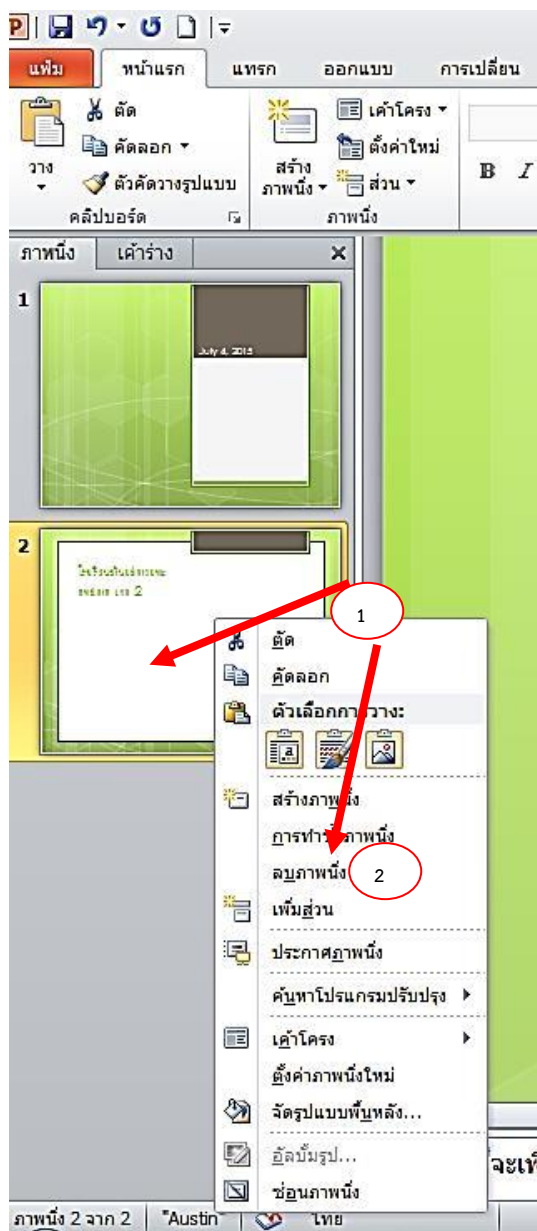 แฟ้ม หน้าแรก แทรก ออกแบบ การเปลี่ยน
ตัด
คัดลอก
ตัวคัดวางรูปแบบ
วาง
คลิปบอร์ด
เค้าโครง
ตั้งค่าใหม่
ส่วน
สร้าง
ภาพนิ่ง
ภาพนิ่ง
B I
ภาพนิ่ง เค้าร่าง
1
July 4, 2015
2
2
1
ตัด
คัดลอก
ตัวเลือกการวาง:
สร้างภาพนิ่ง
การทำซ้ำภาพนิ่ง
ลบภาพนิ่ง
2
เพิ่มส่วน
ประกาศภาพนิ่ง
ค้นหาโปรแกรมปรับปรุง
เค้าโครง
ตั้งค่าภาพนิ่งใหม่
จัดรูปแบบพื้นหลัง...
อัลบั้มรูป...
ซ่อนภาพนิ่ง
ภาพนิ่ง 2 จาก 2 "Austin" ไทย